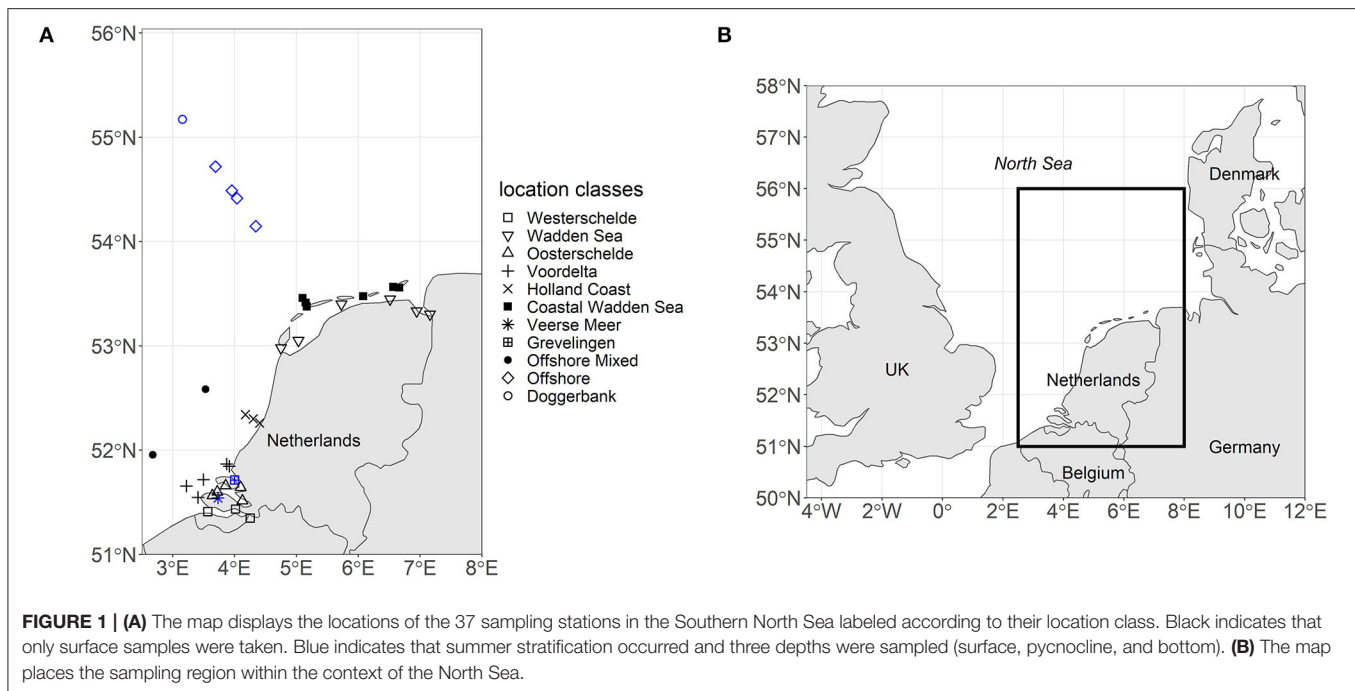 A
56°N
55°N
54°N
53°N
52°N
51°N
3°E 4°E 5°E 6°E 7°E 8°E
Netherlands
location classes
Westerschelde
Wadden Sea
Oosterschelde
Voordelta
Holland Coast
Coastal Wadden Sea
Veerse Meer
Grevelingen
Offshore Mixed
Offshore
Doggerbank
B
58°N
57°N
56°N
55°N
54°N
53°N
52°N
51°N
50°N
4°W 2°W 0° 2°E 4°E 6°E 8°E 10°E 12°E
North Sea
Denmark
UK
Netherlands
Germany
Belgium
FIGURE 1 | (A) The map displays the locations of the 37 sampling stations in the Southern North Sea labeled according to their location class. Black indicates that
only surface samples were taken. Blue indicates that summer stratification occurred and three depths were sampled (surface, pycnocline, and bottom). (B) The map
places the sampling region within the context of the North Sea.